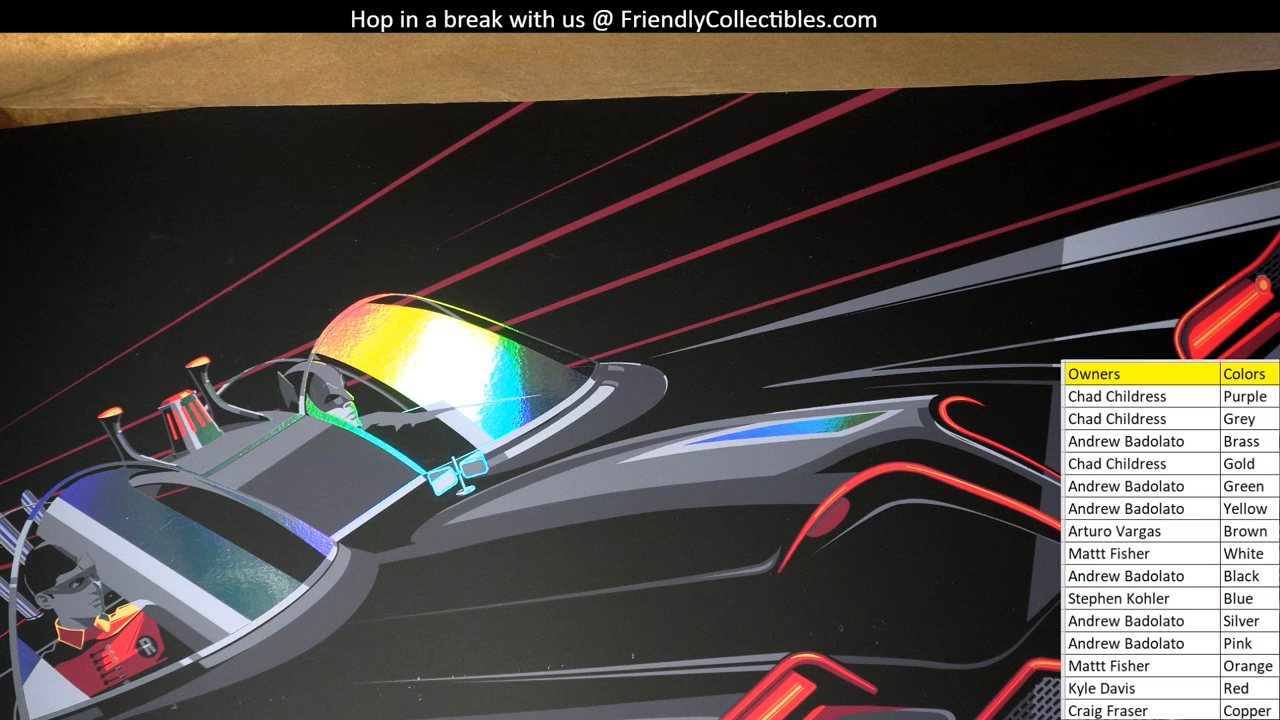 Hop in a break with us @ FriendlyCollectibles.com
Owners Colors
Chad Childress Purple
Chad Childress Grey
Andrew Badolato Brass
Chad Childress Gold
Andrew Badolato Green
Andrew Badolato Yellow
Arturo Vargas Brown
Mattt Fisher White
Andrew Badolato Black
Stephen Kohler Blue
Andrew Badolato Silver
Andrew Badolato Pink
Mattt Fisher Orange
Kyle Davis Red
Craig Fraser Copper